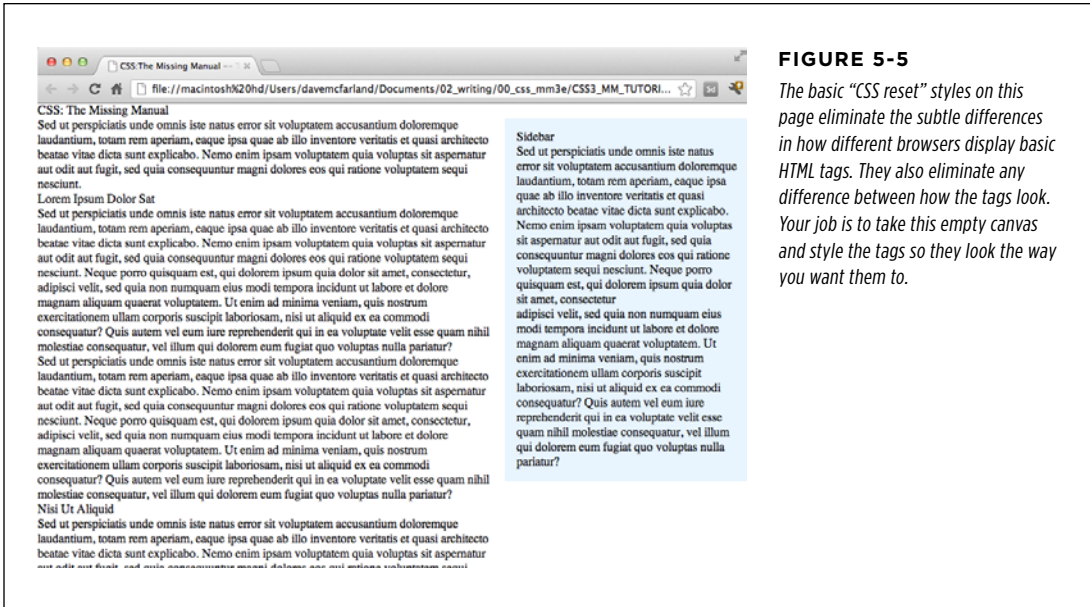 CSS:The Missing Manual --
file://macintosh%20hd/Users/davemcfarland/Documents/02_writing/00_css_mm3e/CSS3_MM_TUTORI...
CSS: The Missing Manual
Sed ut perspiciatis unde omnis iste natus error sit voluptatem accusantium doloremque
laudantium, totam rem aperiam, eaque ipsa quae ab illo inventore veritatis et quasi architecto
beatae vitae dicta sunt explicabo. Nemo enim ipsam voluptatem quia voluptas sit aspernatur
aut odit aut fugit, sed quia consequuntur magni dolores eos qui ratione voluptatem sequi
nesciunt.
Lorem Ipsum Dolor Sat
Sed ut perspiciatis unde omnis iste natus error sit voluptatem accusantium doloremque
laudantium, totam rem aperiam, eaque ipsa quae ab illo inventore veritatis et quasi architecto
beatae vitae dicta sunt explicabo. Nemo enim ipsam voluptatem quia voluptas sit aspernatur
aut odit aut fugit, sed quia consequuntur magni dolores eos qui ratione voluptatem sequi
nesciunt. Neque porro quisquam est, qui dolorem ipsum quia dolor sit amet, consectetur,
adipisci velit, sed quia non numquam eius modi tempora incidunt ut labore et dolore
magnam aliquam quaerat voluptatem. Ut enim ad minima veniam, quis nostrum
exercitationem ullam corporis suscipit laboriosam, nisi ut aliquid ex ea commodi
consequatur? Quis autem vel eum iure reprehenderit qui in ea voluptate velit esse quam nihil
molestiae consequatur, vel illum qui dolorem eum fugiat quo voluptas nulla pariatur?
Sed ut perspiciatis unde omnis iste natus error sit voluptatem accusantium doloremque
laudantium, totam rem aperiam, eaque ipsa quae ab illo inventore veritatis et quasi architecto
beatae vitae dicta sunt explicabo. Nemo enim ipsam voluptatem quia voluptas sit aspernatur
aut odit aut fugit, sed quia consequuntur magni dolores eos qui ratione voluptatem sequi
nesciunt. Neque porro quisquam est, qui dolorem ipsum quia dolor sit amet, consectetur,
adipisci velit, sed quia non numquam eius modi tempora incidunt ut labore et dolore
magnam aliquam quaerat voluptatem. Ut enim ad minima veniam, quis nostrum
exercitationem ullam corporis suscipit laboriosam, nisi ut aliquid ex ea commodi
consequatur? Quis autem vel eum iure reprehenderit qui in ea voluptate velit esse quam nihil
molestiae consequatur, vel illum qui dolorem eum fugiat quo voluptas nulla pariatur?
Nisi Ut Aliquid
Sed ut perspiciatis unde omnis iste natus error sit voluptatem accusantium doloremque
laudantium, totam rem aperiam, eaque ipsa quae ab illo inventore veritatis et quasi architecto
beatae vitae dicta sunt explicabo. Nemo enim ipsam voluptatem quia voluptas sit aspernatur
aut odit aut fugit, sed quia consequuntur magni dolores eos qui ratione voluptatem sequi
Sidebar
Sed ut perspiciatis unde omnis iste natus
error sit voluptatem accusantium doloremque
laudantium, totam rem aperiam, eaque ipsa
quae ab illo inventore veritatis et quasi
architecto beatae vitae dicta sunt explicabo.
Nemo enim ipsam voluptatem quia voluptas
sit aspernatur aut odit aut fugit, sed quia
consequuntur magni dolores eos qui ratione
voluptatem sequi nesciunt. Neque porro
quisquam est, qui dolorem ipsum quia dolor
sit amet, consectetur
adipisci velit, sed quia non numquam eius
modi tempora incidunt ut labore et dolore
magnam aliquam quaerat voluptatem. Ut
enim ad minima veniam, quis nostrum
exercitationem ullam corporis suscipit
laboriosam, nisi ut aliquid ex ea commodi
consequatur? Quis autem vel eum iure
reprehenderit qui in ea voluptate velit esse
quam nihil molestiae consequatur, vel illum
qui dolorem eum fugiat quo voluptas nulla
pariatur?
FIGURE 5-5
The basic “CSS reset” styles on this
page eliminate the subtle differences
in how different browsers display basic
HTML tags. They also eliminate any
difference between how the tags look.
Your job is to take this empty canvas
and style the tags so they look the way
you want them to.